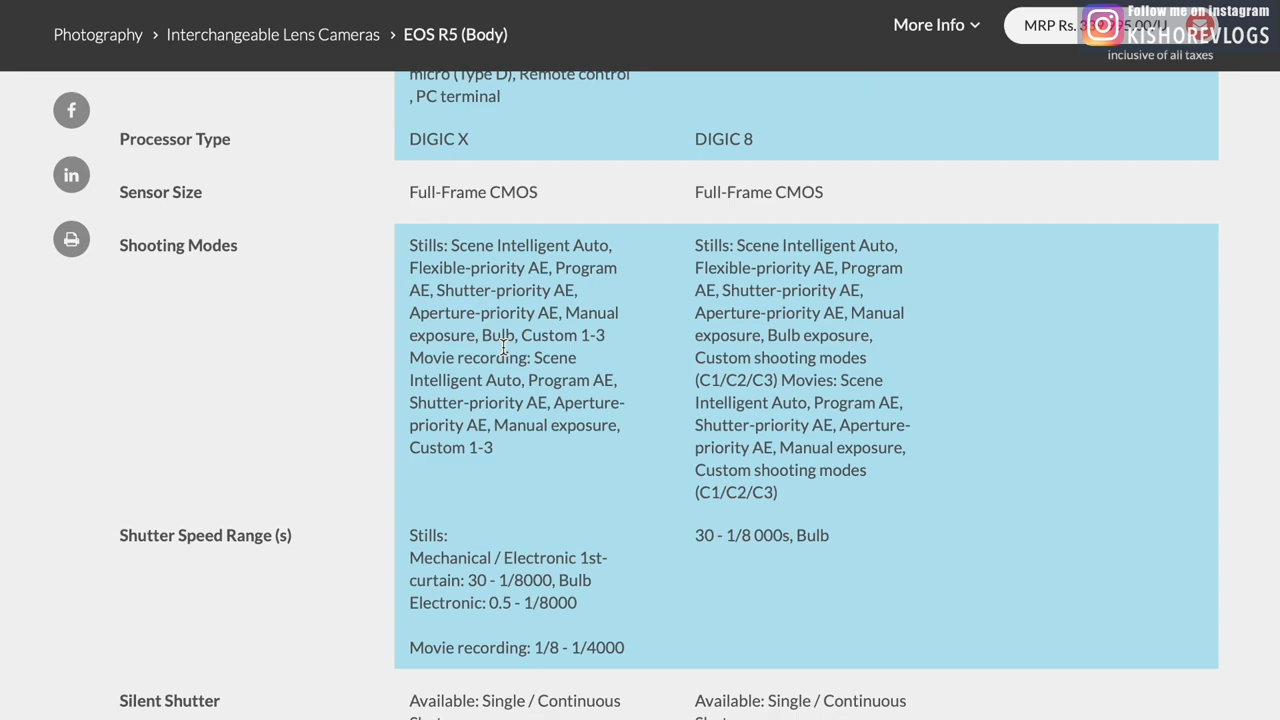 Photography › Interchangeable Lens Cameras › EOS R5 (Body)
More Info
MRP Rs.
inclusive of all taxes
Follow me on instagram
KISHOREVLOGS
micro (Type D), Remote control
, PC terminal
Processor Type
DIGIC X
DIGIC 8
Sensor Size
Full-Frame CMOS
Full-Frame CMOS
Shooting Modes
Stills: Scene Intelligent Auto,
Flexible-priority AE, Program
AE, Shutter-priority AE,
Aperture-priority AE, Manual
exposure, Bulb, Custom 1-3
Movie recording: Scene
Intelligent Auto, Program AE,
Shutter-priority AE, Aperture-
priority AE, Manual exposure,
Custom 1-3
Stills: Scene Intelligent Auto,
Flexible-priority AE, Program
AE, Shutter-priority AE,
Aperture-priority AE, Manual
exposure, Bulb exposure,
Custom shooting modes
(C1/C2/C3) Movies: Scene
Intelligent Auto, Program AE,
Shutter-priority AE, Aperture-
priority AE, Manual exposure,
Custom shooting modes
(C1/C2/C3)
Shutter Speed Range (s)
Stills:
Mechanical / Electronic 1st-
curtain: 30 - 1/8000, Bulb
Electronic: 0.5 - 1/8000
Movie recording: 1/8 - 1/4000
30 - 1/8 000s, Bulb
Silent Shutter
Available: Single / Continuous
Available: Single / Continuous